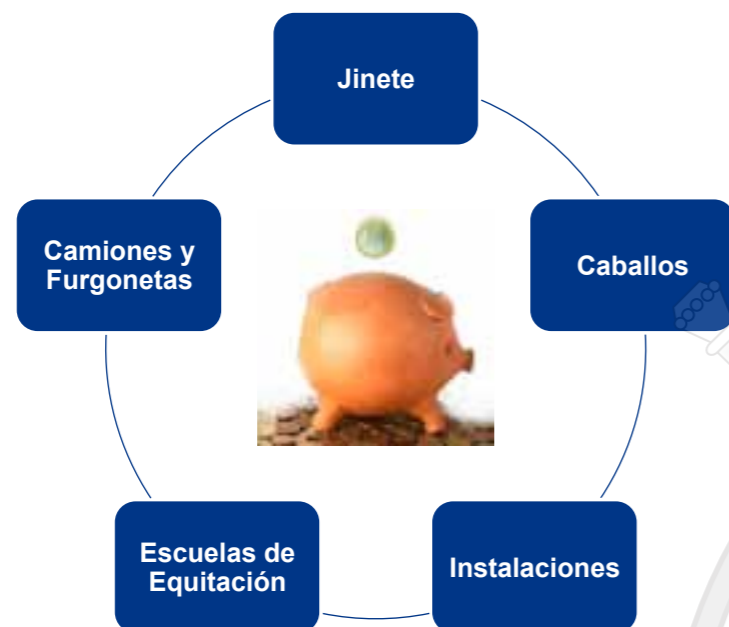 Jinete
Camiones y
Furgonetas
Caballos
Escuelas de
Equitación
Instalaciones